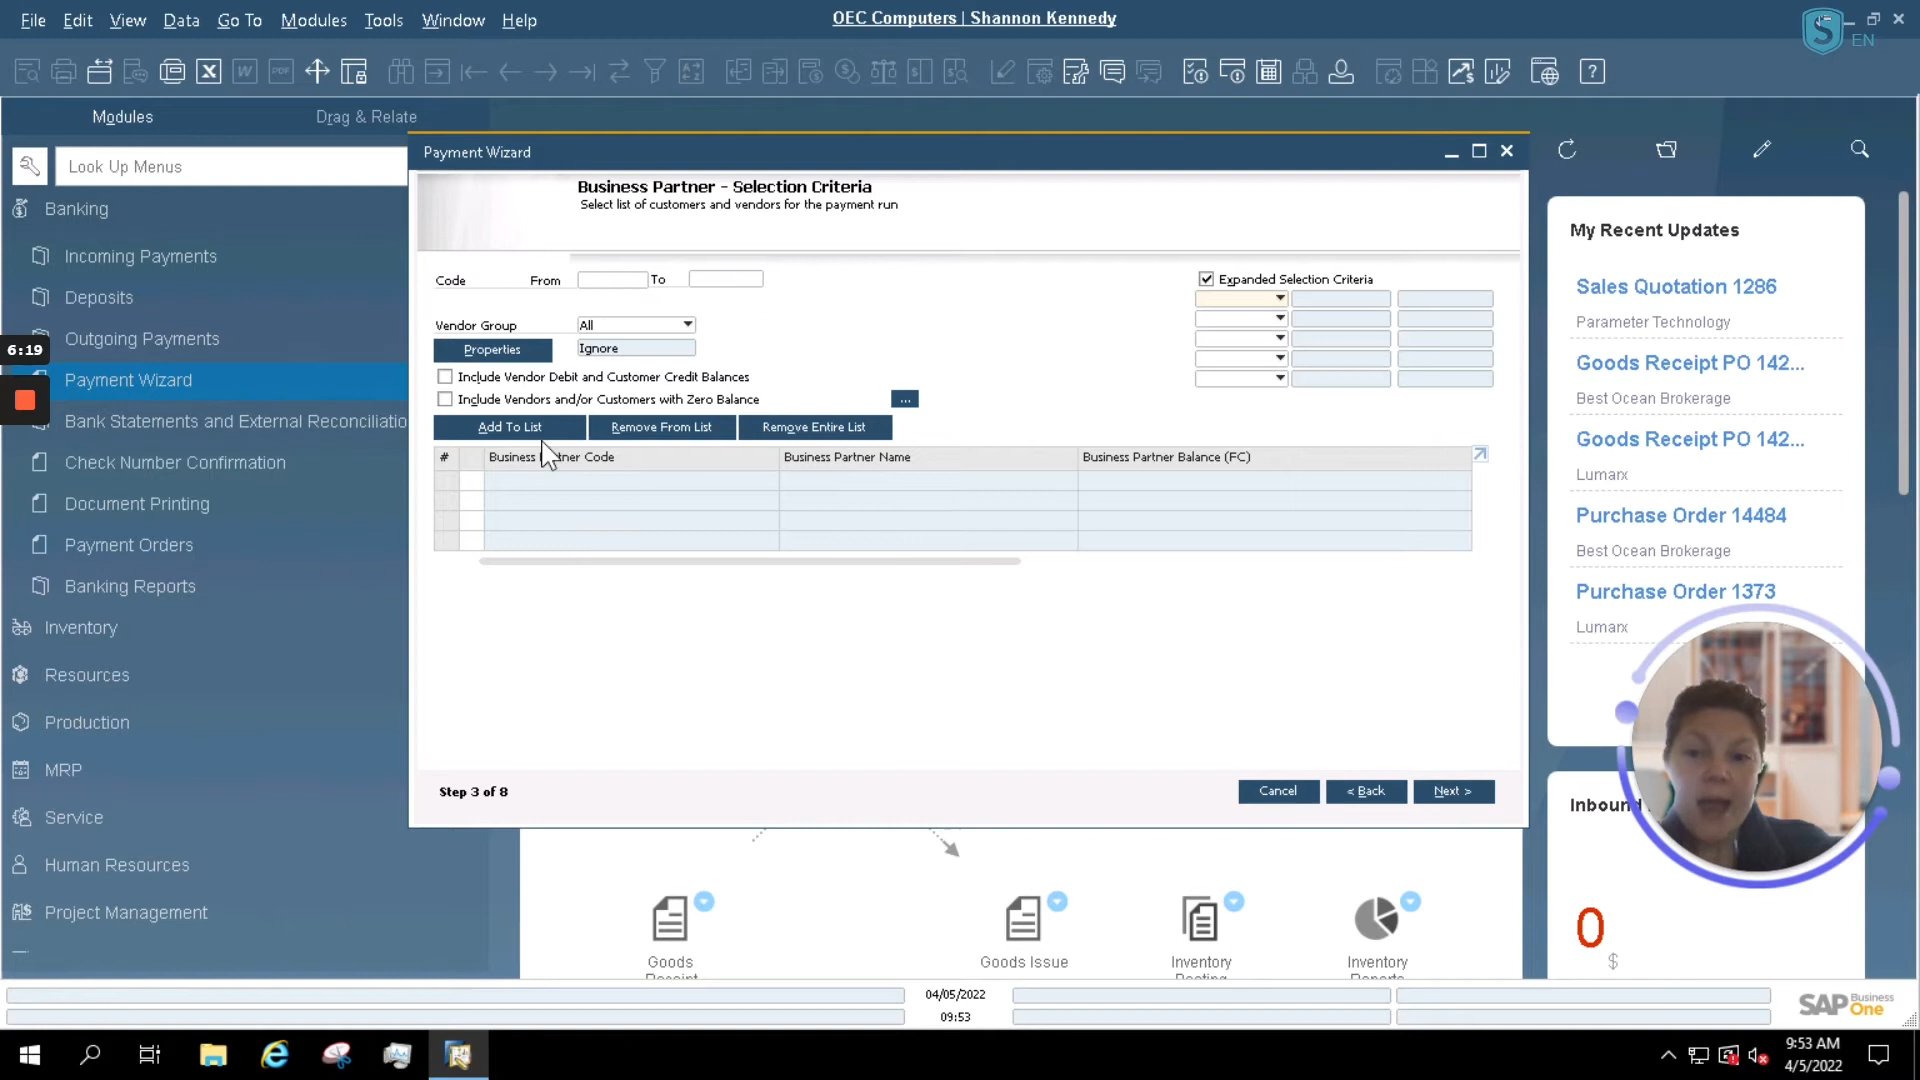 File Edit View Data Go To Modules Tools Window Help
OEC Computers | Shannon Kennedy
S EN
Modules Drag & Relate
Look Up Menus
Banking
Incoming Payments
Deposits
Outgoing Payments
6:19
Payment Wizard
Bank Statements and External Reconciliatio
Check Number Confirmation
Document Printing
Payment Orders
Banking Reports
Inventory
Resources
Production
MRP
Service
Human Resources
Project Management
Payment Wizard
Business Partner - Selection Criteria
Select list of customers and vendors for the payment run
Code From To
Expanded Selection Criteria
Vendor Group All
Properties Ignore
Include Vendor Debit and Customer Credit Balances
Include Vendors and/or Customers with Zero Balance ...
Add To List Remove From List Remove Entire List
# Business Partner Code Business Partner Name Business Partner Balance (FC)
Step 3 of 8 Cancel < Back Next >
Goods
Goods Issue
Inventory
Inventory
My Recent Updates
Sales Quotation 1286
Parameter Technology
Goods Receipt PO 142...
Best Ocean Brokerage
Goods Receipt PO 142...
Lumarx
Purchase Order 14484
Best Ocean Brokerage
Purchase Order 1373
Lumarx
Inbound
0
$
04/05/2022
09:53
SAP Business One
9:53 AM
4/5/2022